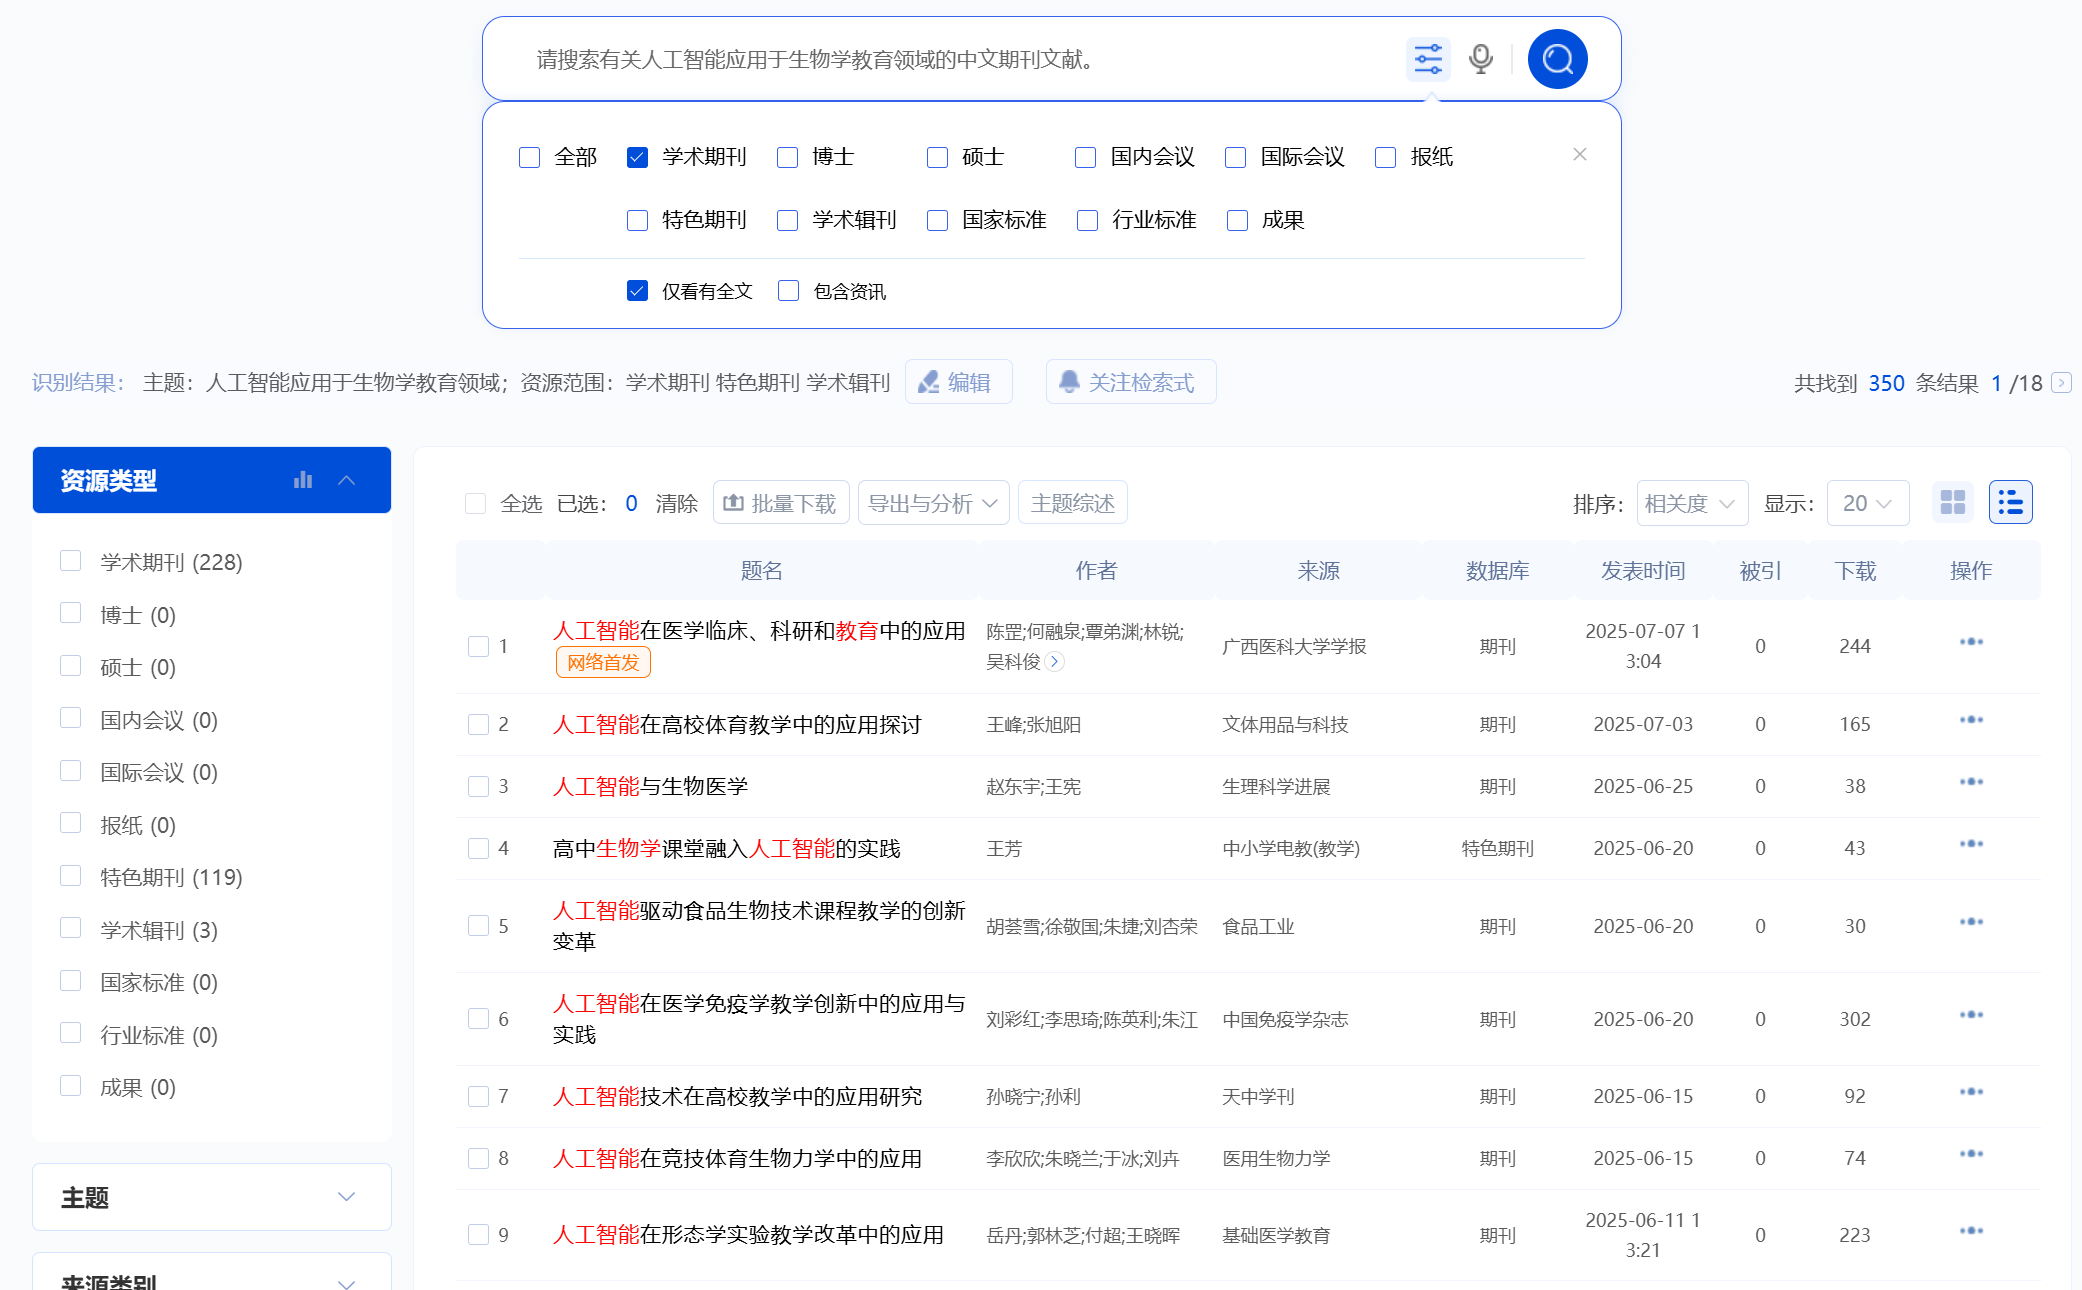 请搜索有关人工智能应用于生物学教育领域的中文期刊文献。
全部 学术期刊 博士 硕士 国内会议 国际会议 报纸
特色期刊 学术辑刊 国家标准 行业标准 成果
仅看有全文 包含资讯
识别结果： 主题：人工智能应用于生物学教育领域；资源范围：学术期刊 特色期刊 学术辑刊 编辑 关注检索式 共找到 350 条结果 1 /18
资源类型
学术期刊 (228)
博士 (0)
硕士 (0)
国内会议 (0)
国际会议 (0)
报纸 (0)
特色期刊 (119)
学术辑刊 (3)
国家标准 (0)
行业标准 (0)
成果 (0)
主题
来源类别
全选 已选： 0 清除 批量下载 导出与分析 主题综述 排序： 相关度 显示： 20
题名 作者 来源 数据库 发表时间 被引 下载 操作
1 人工智能在医学临床、科研和教育中的应用 网络首发 陈罡;何融泉;覃弟渊;林锐; 吴科俊 广西医科大学学报 期刊 2025-07-07 1 3:04 0 244
2 人工智能在高校体育教学中的应用探讨 王峰;张旭阳 文体用品与科技 期刊 2025-07-03 0 165
3 人工智能与生物医学 赵东宇;王宪 生理科学进展 期刊 2025-06-25 0 38
4 高中生物学课堂融入人工智能的实践 王芳 中小学电教(教学) 特色期刊 2025-06-20 0 43
5 人工智能驱动食品生物技术课程教学的创新变革 胡荟雪;徐敬国;朱捷;刘杏荣 食品工业 期刊 2025-06-20 0 30
6 人工智能在医学免疫学教学创新中的应用与实践 刘彩红;李思琦;陈英利;朱江 中国免疫学杂志 期刊 2025-06-20 0 302
7 人工智能技术在高校教学中的应用研究 孙晓宁;孙利 天中学刊 期刊 2025-06-15 0 92
8 人工智能在竞技体育生物力学中的应用 李欣欣;朱晓兰;于冰;刘卉 医用生物力学 期刊 2025-06-15 0 74
9 人工智能在形态学实验教学改革中的应用 岳丹;郭林芝;付超;王晓晖 基础医学教育 期刊 2025-06-11 1 3:21 0 223